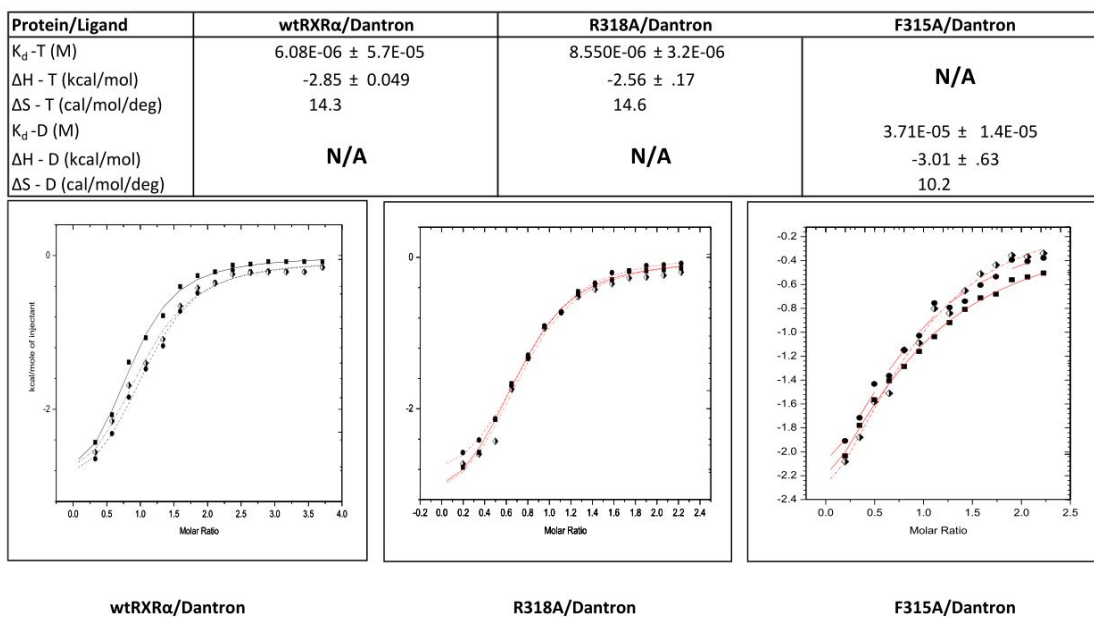 Protein/Ligand wtRXRα/Dantron R318A/Dantron F315A/Dantron
K_d -T (M) 6.08E-06 ± 5.7E-05 8.550E-06 ± 3.2E-06 N/A
ΔH - T (kcal/mol) -2.85 ± 0.049 -2.56 ± .17
ΔS - T (cal/mol/deg) 14.3 14.6
K_d -D (M) N/A N/A 3.71E-05 ± 1.4E-05
ΔH - D (kcal/mol) -3.01 ± .63
ΔS - D (cal/mol/deg) 10.2
kcal/mole of injectant
0
-2
0.0 0.5 1.0 1.5 2.0 2.5 3.0 3.5 4.0
Molar Ratio
0
-2
-0.2 0.0 0.2 0.4 0.6 0.8 1.0 1.2 1.4 1.6 1.8 2.0 2.2 2.4
Molar Ratio
-0.2
-0.4
-0.6
-0.8
-1.0
-1.2
-1.4
-1.6
-1.8
-2.0
-2.2
-2.4
0.0 0.5 1.0 1.5 2.0 2.5
Molar Ratio
wtRXRα/Dantron R318A/Dantron F315A/Dantron